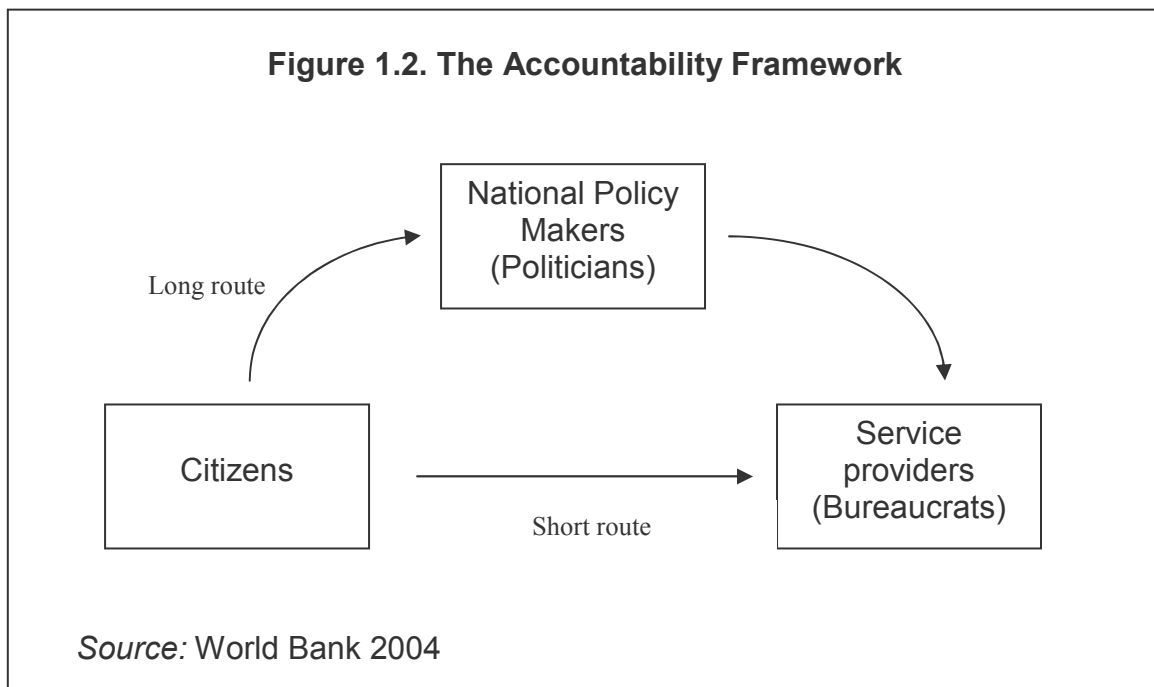 Figure 1.2. The Accountability Framework
National Policy
Makers
(Politicians)
Long route
Citizens
Service
providers
(Bureaucrats)
Short route
Source: World Bank 2004